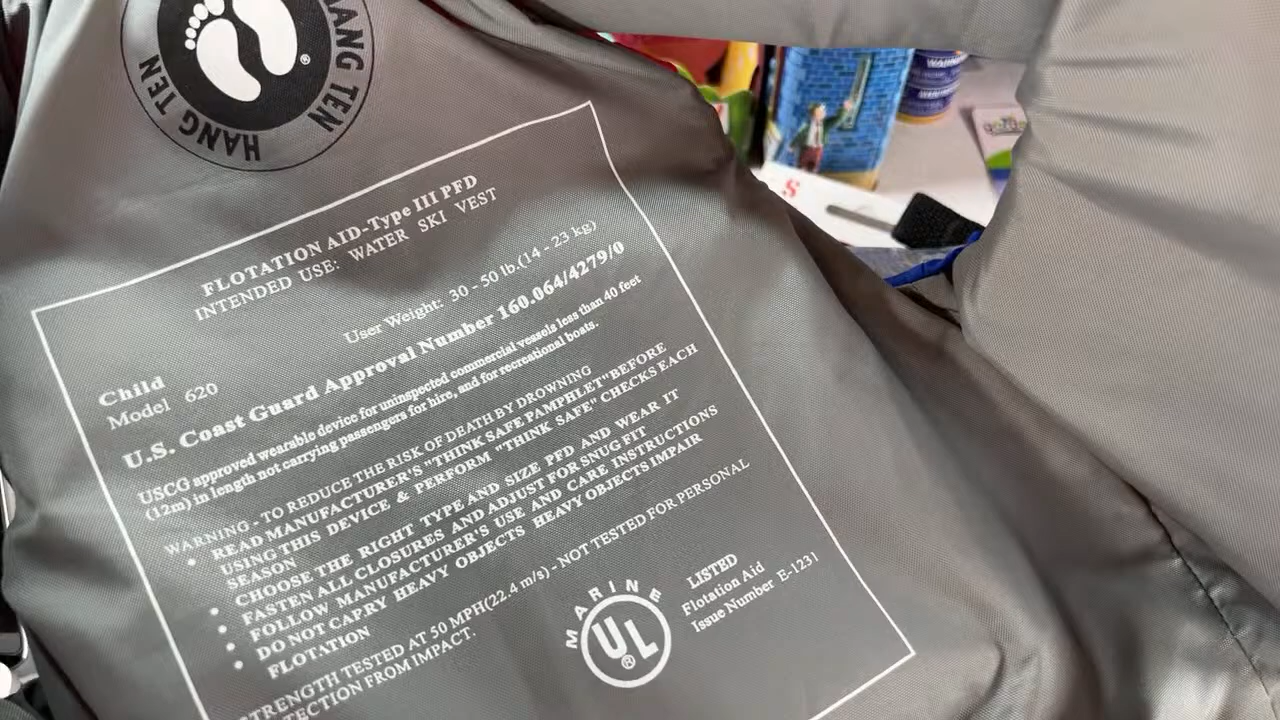 HANG TEN
HANG TEN
®
FLOTATION AID-Type III PFD
INTENDED USE: WATER SKI VEST
User Weight: 30 - 50 lb.(14 - 23 kg)
Child
Model 620
U.S. Coast Guard Approval Number 160.064/4279/0
USCG approved wearable device for uninspected commercial vessels less than 40 feet
(12m) in length not carrying passengers for hire, and for recreational boats.
WARNING - TO REDUCE THE RISK OF DEATH BY DROWNING
• READ MANUFACTURER'S "THINK SAFE PAMPHLET" BEFORE
USING THIS DEVICE & PERFORM "THINK SAFE" CHECKS EACH
SEASON
• CHOOSE THE RIGHT TYPE AND SIZE PFD AND WEAR IT
• FASTEN ALL CLOSURES AND ADJUST FOR SNUG FIT
• FOLLOW MANUFACTURER'S USE AND CARE INSTRUCTIONS
• DO NOT CAPRY HEAVY OBJECTS HEAVY OBJECTS IMPAIR
FLOTATION
STRENGTH TESTED AT 50 MPH(22.4 m/s) - NOT TESTED FOR PERSONAL
TECTION FROM IMPACT.
MARINE
UL
®
LISTED
Flotation Aid
Issue Number E-1231
WARNING
S